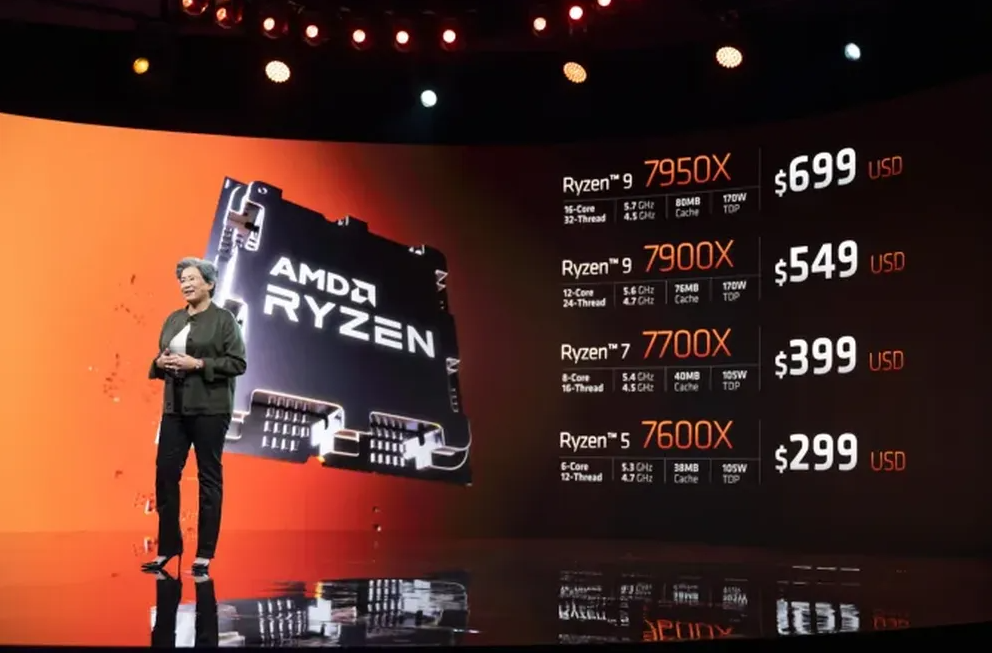 AMD
RYZEN
Ryzen™ 9 7950X
$699 USD
16-Core
32-Thread
5.7 GHz
4.5 GHz
80MB
Cache
170W
TDP
Ryzen™ 9 7900X
$549 USD
12-Core
24-Thread
5.6 GHz
4.7 GHz
76MB
Cache
170W
TDP
Ryzen™ 7 7700X
$399 USD
8-Core
16-Thread
5.4 GHz
4.5 GHz
40MB
Cache
105W
TDP
Ryzen™ 5 7600X
$299 USD
6-Core
12-Thread
5.3 GHz
4.7 GHz
38MB
Cache
105W
TDP